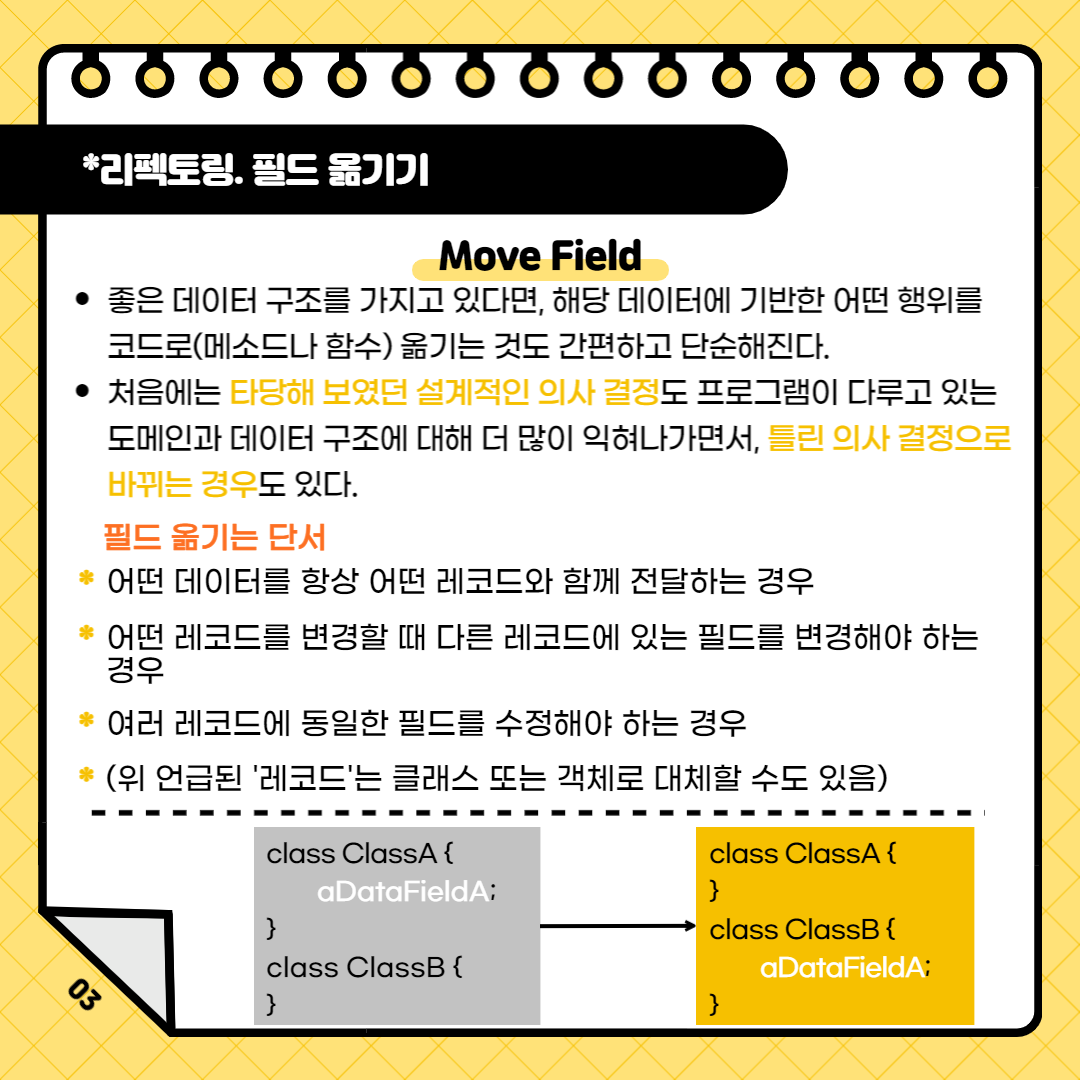 *리펙토링. 필드 옮기기
Move Field
• 좋은 데이터 구조를 가지고 있다면, 해당 데이터에 기반한 어떤 행위를
코드로(메소드나 함수) 옮기는 것도 간편하고 단순해진다.
• 처음에는 타당해 보였던 설계적인 의사 결정도 프로그램이 다루고 있는
도메인과 데이터 구조에 대해 더 많이 익혀나가면서, 틀린 의사 결정으로
바뀌는 경우도 있다.
필드 옮기는 단서
* 어떤 데이터를 항상 어떤 레코드와 함께 전달하는 경우
* 어떤 레코드를 변경할 때 다른 레코드에 있는 필드를 변경해야 하는
경우
* 여러 레코드에 동일한 필드를 수정해야 하는 경우
* (위 언급된 '레코드'는 클래스 또는 객체로 대체할 수도 있음)
class ClassA {
aDataFieldA;
}
class ClassB {
}
class ClassA {
}
class ClassB {
aDataFieldA;
}
03